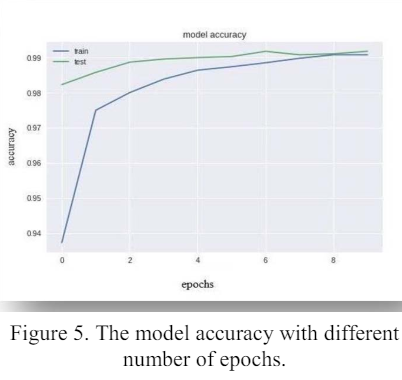 model accuracy
train
test
0.99
0.98
0.97
0.96
0.95
0.94
accuracy
0 2 4 6 8
epochs
Figure 5. The model accuracy with different
number of epochs.